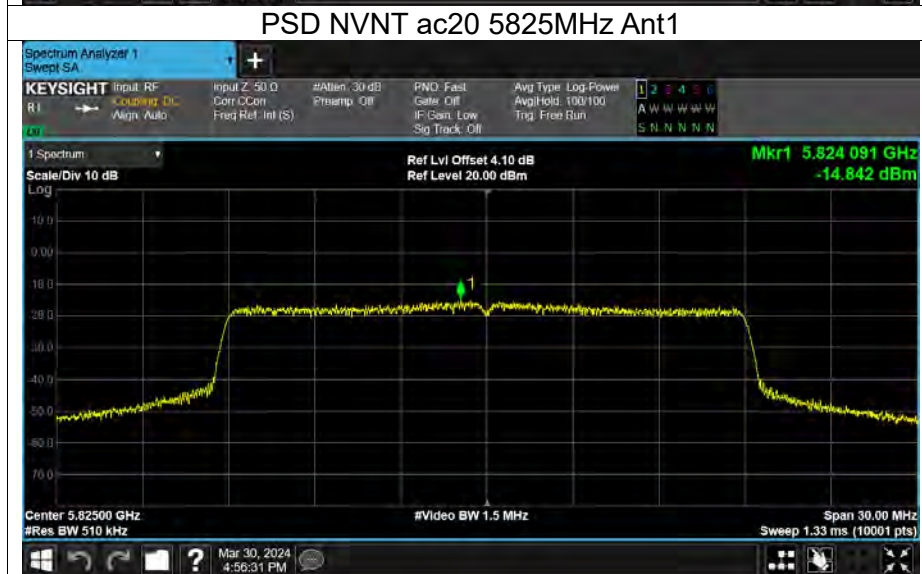 PSD NVNT ac20 5825MHz Ant1
Spectrum Analyzer 1
Swept SA
+
KEYSIGHT Input: RF
Coupling: DC
Align: Auto
Input Z: 50 Ω
Corr CCorr
Freq Ref: Int (S)
#Atten: 30 dB
Preamp: Off
PNO: Fast
Gate: Off
IF Gain: Low
Sig Track: Off
Avg Type: Log-Power
Avg|Hold: 100/100
Trig: Free Run
1 2 3 4 5 6
A W W W W W
S N N N N N
1 Spectrum
Scale/Div 10 dB
Log
Ref Lvl Offset 4.10 dB
Ref Level 20.00 dBm
Mkr1 5.824 091 GHz
-14.842 dBm
10.0
0.00
-10.0
-20.0
-30.0
-40.0
-50.0
-60.0
-70.0
1
Center 5.82500 GHz
#Res BW 510 kHz
#Video BW 1.5 MHz
Span 30.00 MHz
Sweep 1.33 ms (10001 pts)
?
Mar 30, 2024
4:56:31 PM